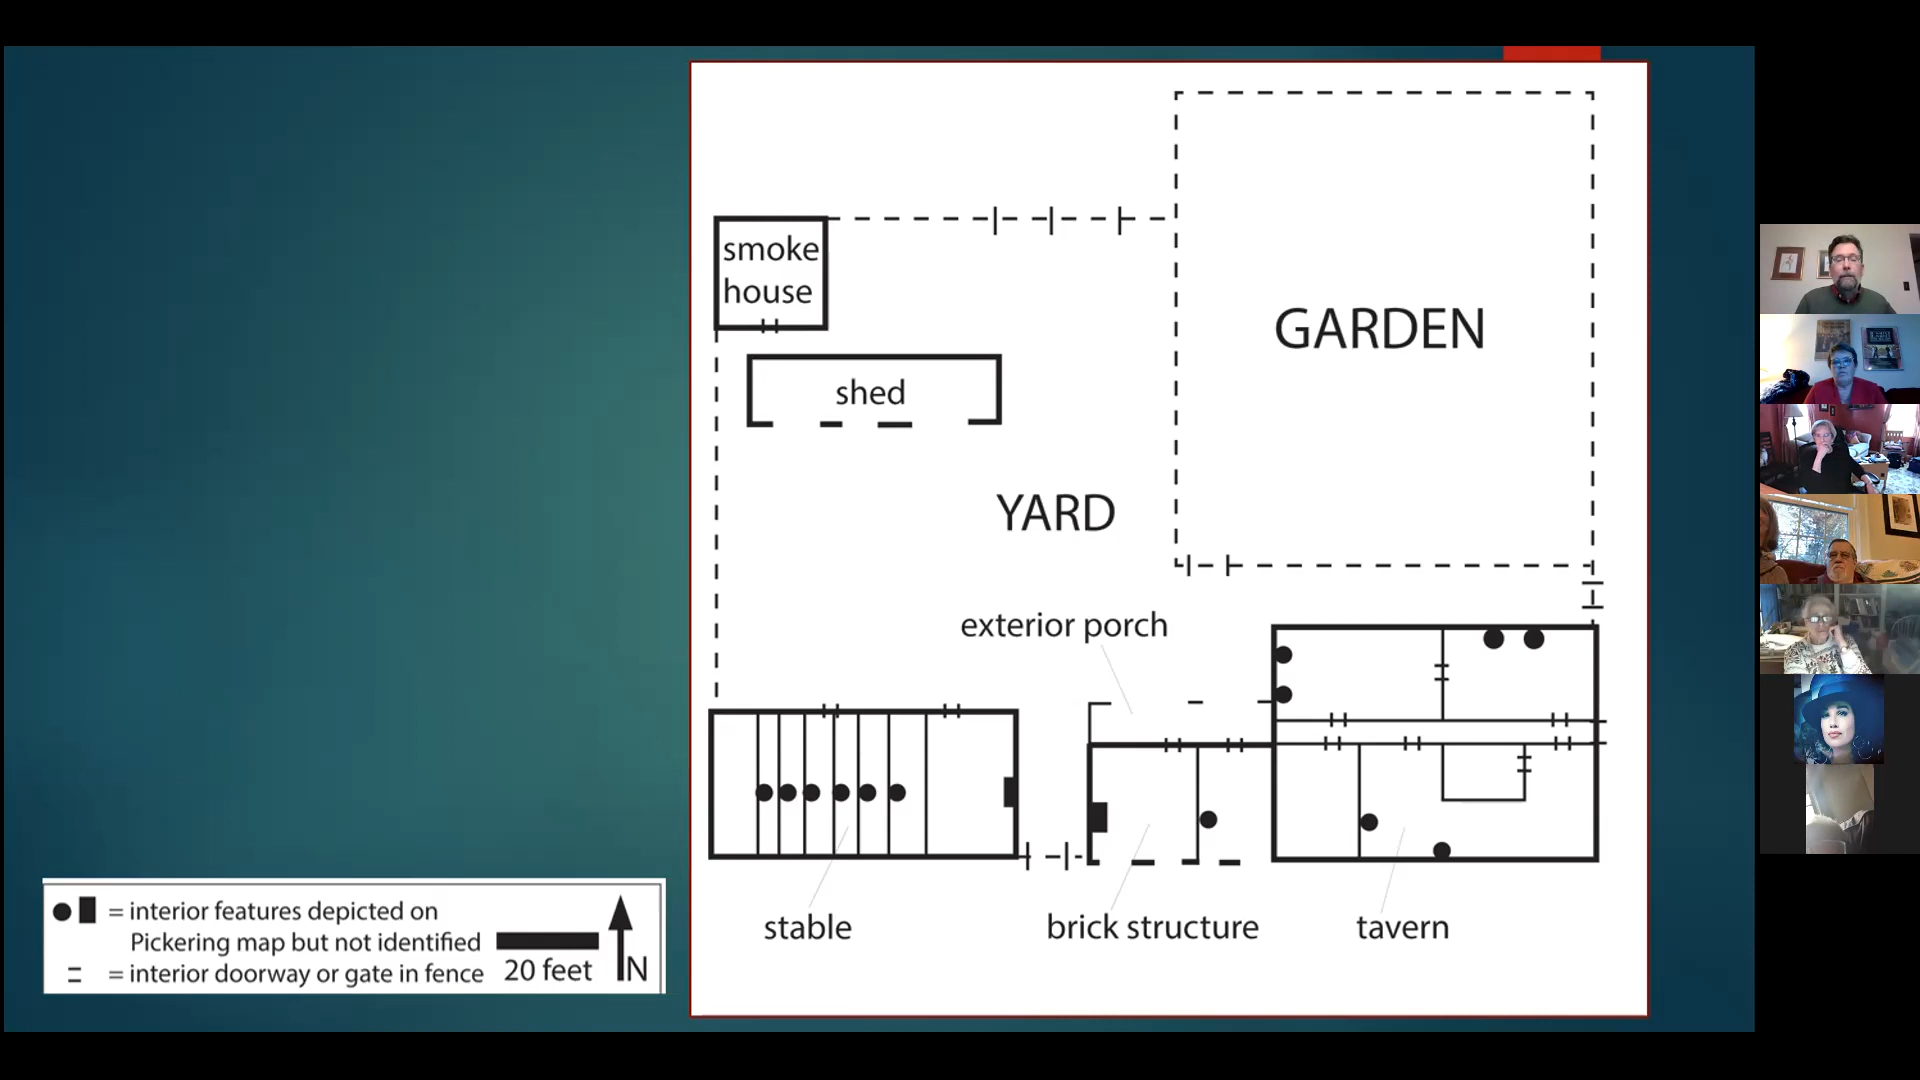 smoke
house
shed
GARDEN
YARD
exterior porch
stable
brick structure
tavern
= interior features depicted on
Pickering map but not identified
= interior doorway or gate in fence
20 feet
N